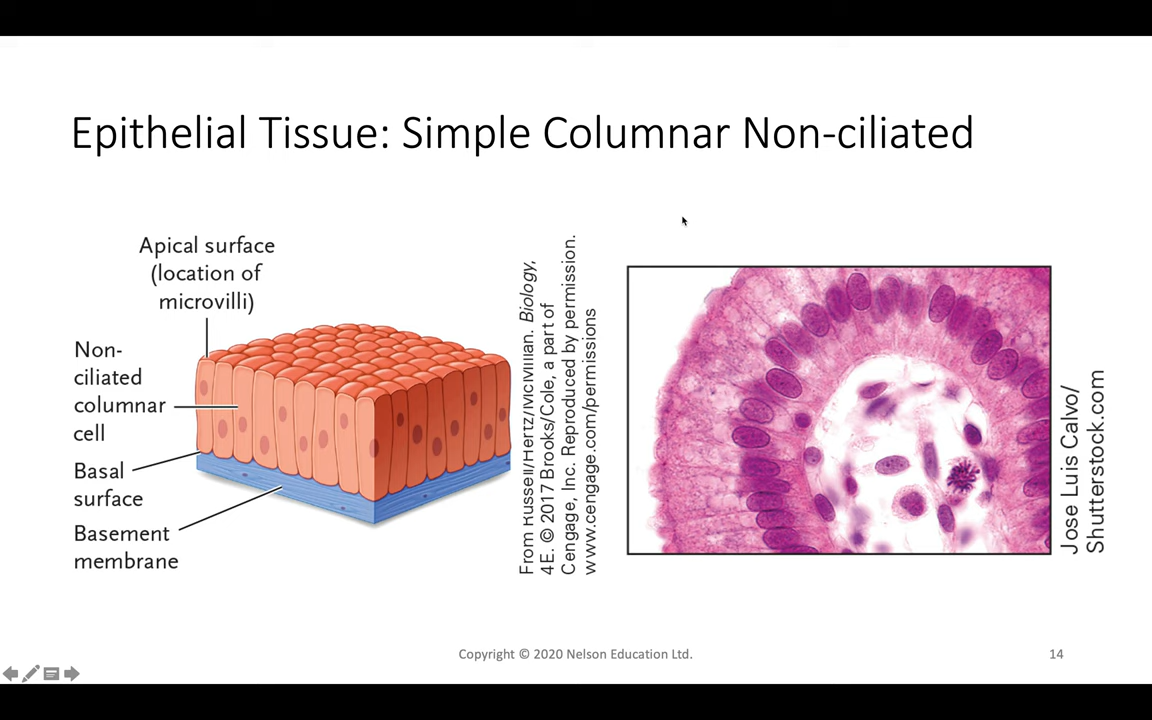 Epithelial Tissue: Simple Columnar Non-ciliated
Apical surface
(location of
microvilli)
Non-
ciliated
columnar
cell
Basal
surface
Basement
membrane
From Russell/Hertz/McMillan. Biology,
4E. © 2017 Brooks/Cole, a part of
Cengage, Inc. Reproduced by permission.
www.cengage.com/permissions
Jose Luis Calvo/
Shutterstock.com
Copyright © 2020 Nelson Education Ltd.
14